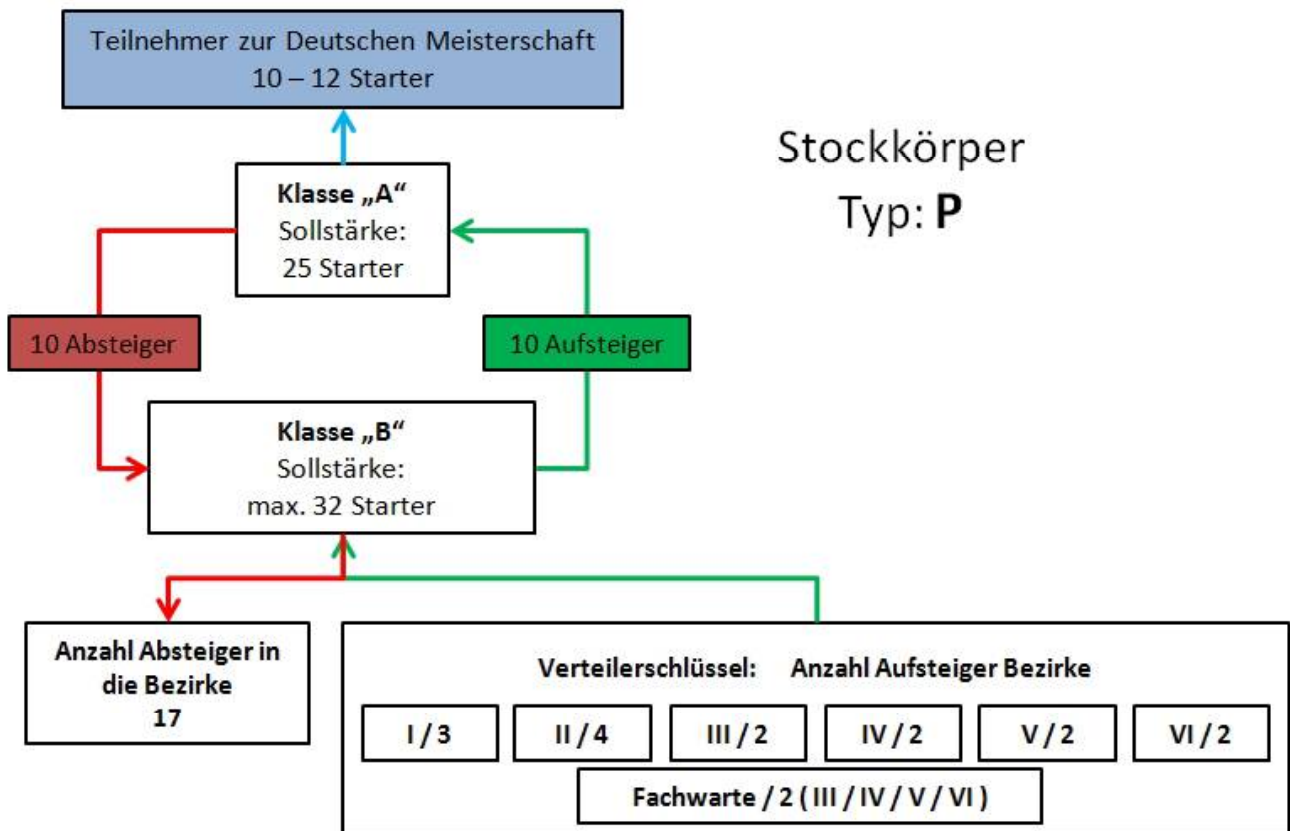 Teilnehmer zur Deutschen Meisterschaft
10 – 12 Starter
Stockkörper
Typ: P
Klasse „A“
Sollstärke:
25 Starter
10 Absteiger
10 Aufsteiger
Klasse „B“
Sollstärke:
max. 32 Starter
Anzahl Absteiger in
die Bezirke
17
Verteilerschlüssel: Anzahl Aufsteiger Bezirke
I / 3
II / 4
III / 2
IV / 2
V / 2
VI / 2
Fachwarte / 2 ( III / IV / V / VI )